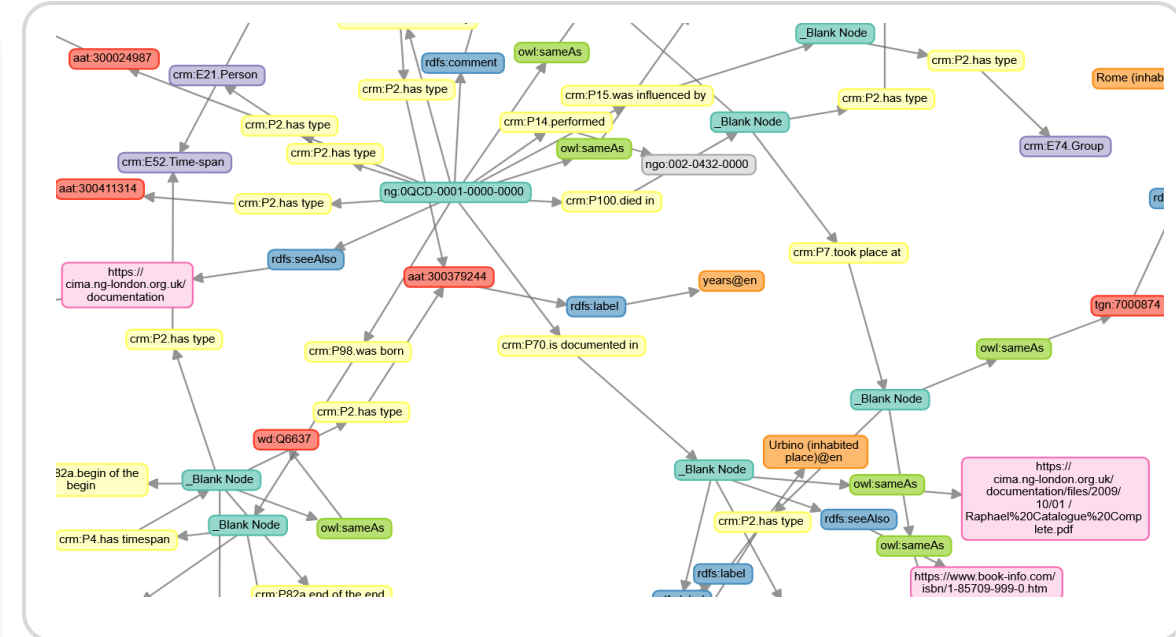 _Blank Node
owl:sameAs
aat:300024987
rdfs:comment
crm:P2.has type
crm:E21.Person
Rome (inhab
crm:P2.has type
crm:P15.was influenced by
crm:P2.has type
crm:P14.performed
_Blank Node
crm:P2.has type
owl:sameAs
crm:E74.Group
crm:P2.has type
crm:E52.Time-span
ngo:002-0432-0000
aat:300411314
ng:0QCD-0001-0000-0000
crm:P2.has type
crm:P100.died in
rd
crm:P7.took place at
rdfs:seeAlso
https://
cima.ng-london.org.uk/
documentation
aat:300379244
years@en
rdfs:label
tgn:7000874
crm:P2.has type
crm:P98.was born
crm:P70.is documented in
owl:sameAs
_Blank Node
crm:P2.has type
wd:Q6637
Urbino (inhabited
place)@en
_Blank Node
82a.begin of the
begin
_Blank Node
owl:sameAs
https://
cima.ng-london.org.uk/
documentation/files/2009/
10/01 /
Raphael%20Catalogue%20Comp
lete.pdf
_Blank Node
owl:sameAs
crm:P2.has type
rdfs:seeAlso
crm:P4.has timespan
owl:sameAs
rdfs:label
https://www.book-info.com/
isbn/1-85709-999-0.htm
crm:P82a.end of the end